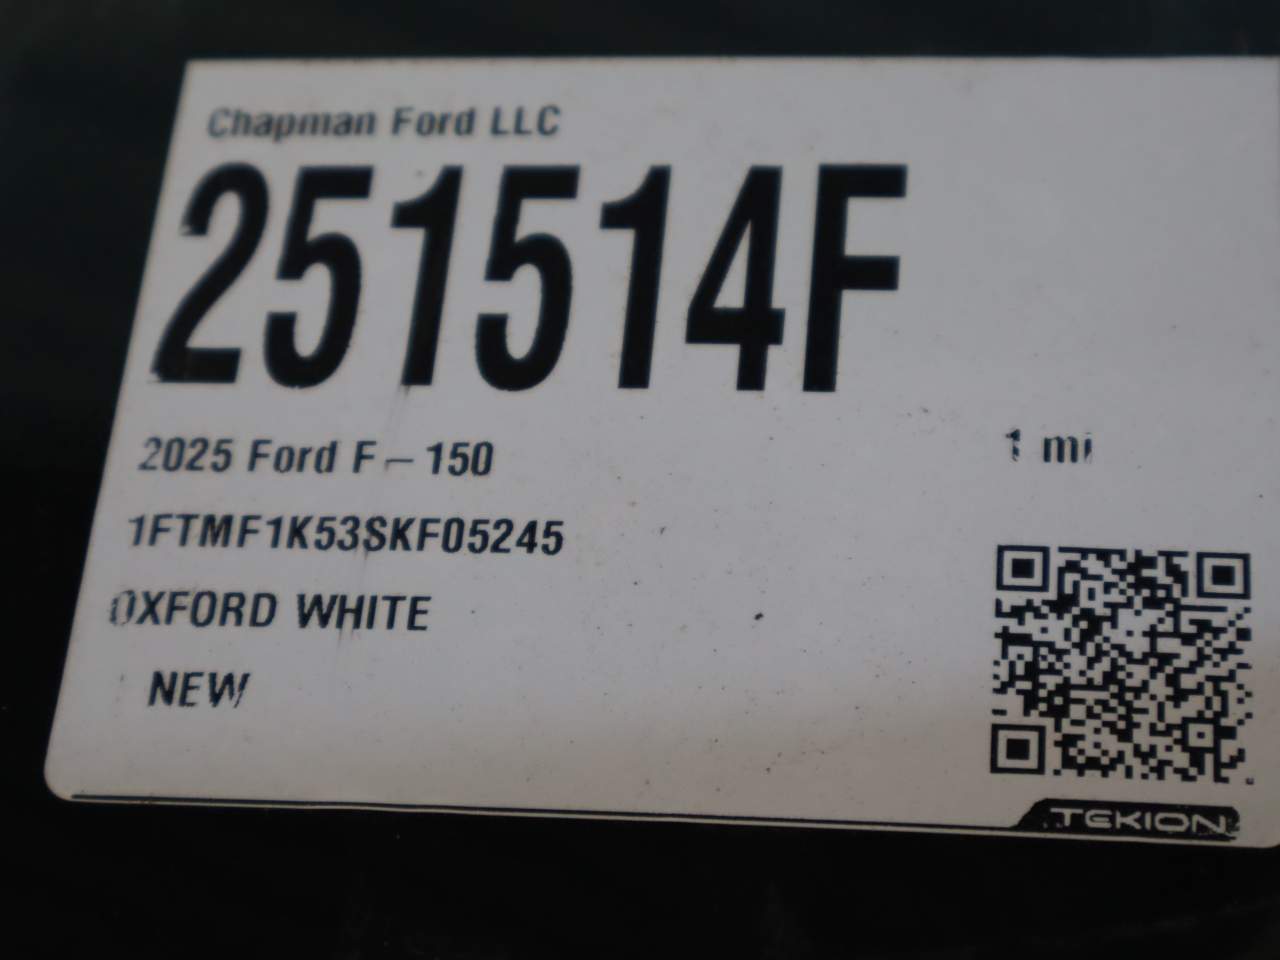 Chapman Ford LLC
251514F
2025 Ford F-150
1 mi
1FTMF1K53SKF05245
OXFORD WHITE
NEW
TEKION